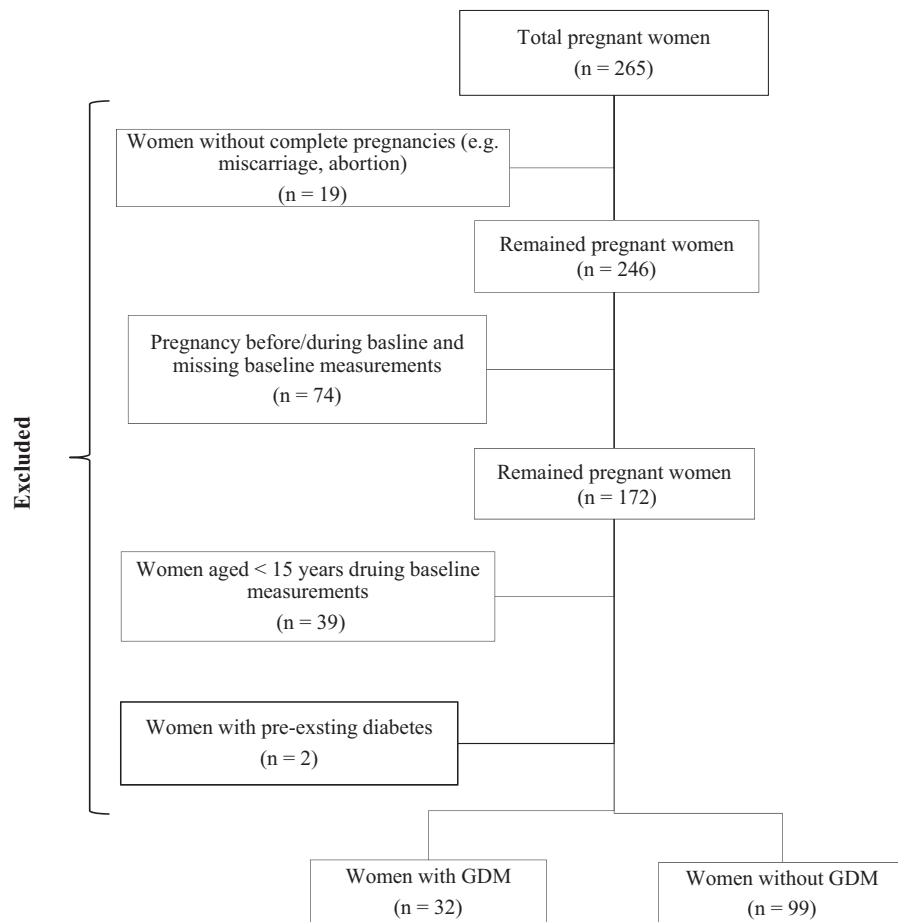 Total pregnant women
(n = 265)
Women without complete pregnancies (e.g.
miscarriage, abortion)
(n = 19)
Remained pregnant women
(n = 246)
Pregnancy before/during basline and
missing baseline measurements
(n = 74)
Excluded
Remained pregnant women
(n = 172)
Women aged < 15 years druing baseline
measurements
(n = 39)
Women with pre-exsting diabetes
(n = 2)
Women with GDM
(n = 32)
Women without GDM
(n = 99)